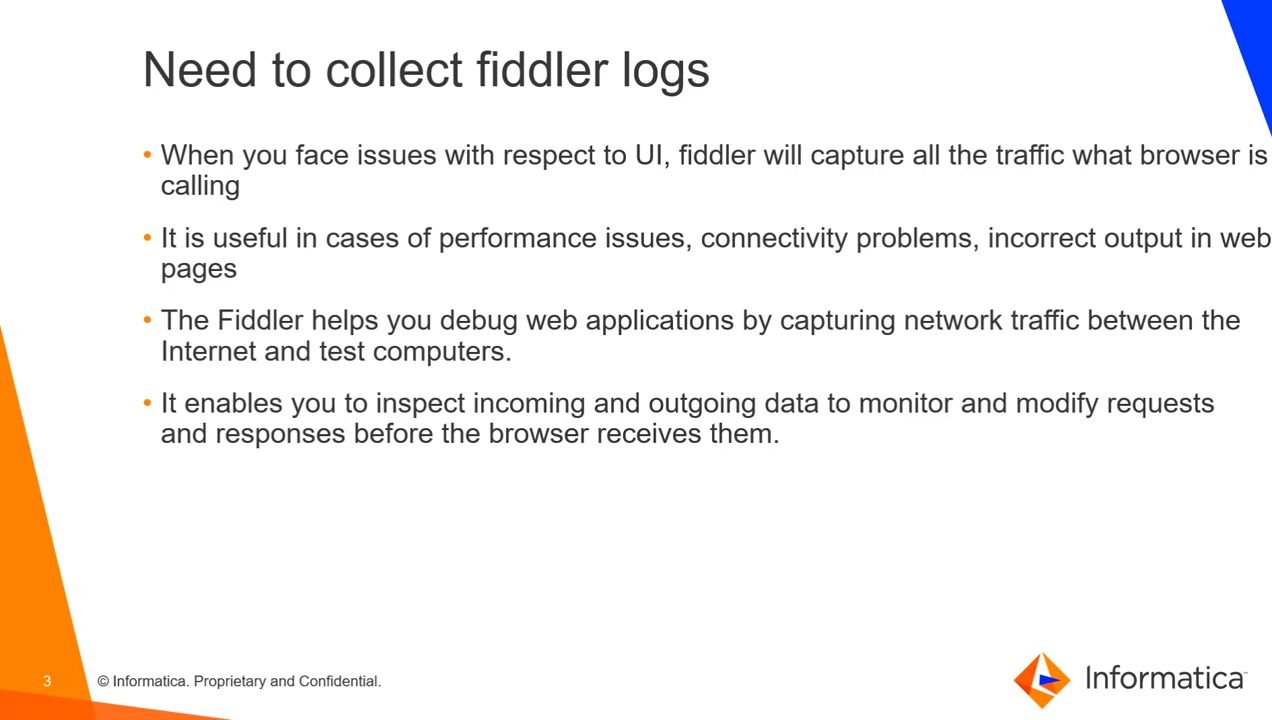 Need to collect fiddler logs
• When you face issues with respect to UI, fiddler will capture all the traffic what browser is
calling
• It is useful in cases of performance issues, connectivity problems, incorrect output in web
pages
• The Fiddler helps you debug web applications by capturing network traffic between the
Internet and test computers.
• It enables you to inspect incoming and outgoing data to monitor and modify requests
and responses before the browser receives them.
3 © Informatica. Proprietary and Confidential.
Informatica™